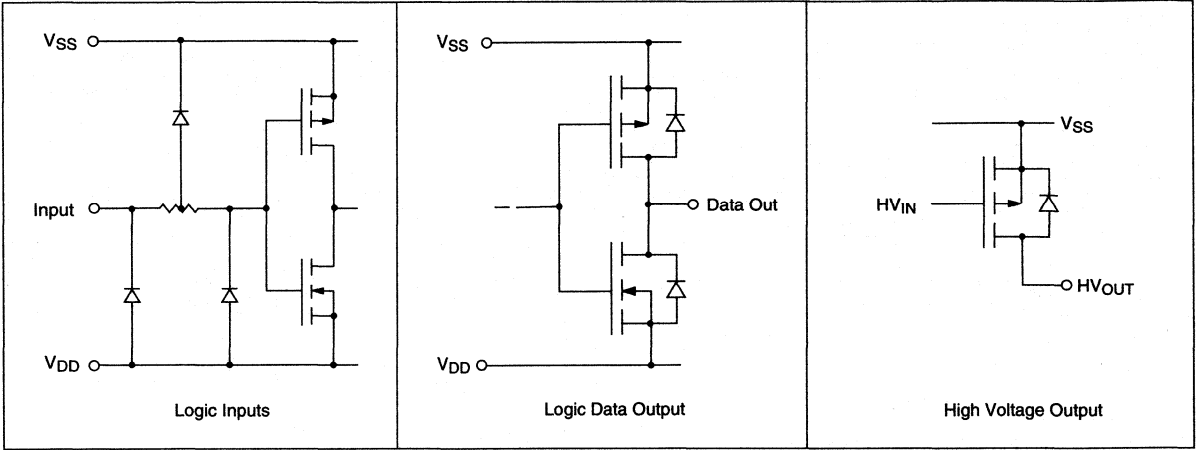 VSS
Input
VDD
Logic Inputs
VSS
Data Out
VDD
Logic Data Output
VSS
HVIN
HVOUT
High Voltage Output